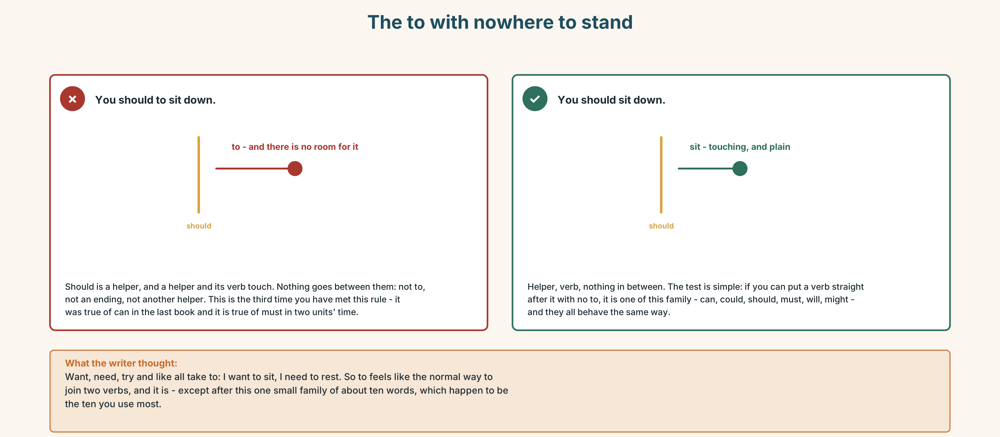 The to with nowhere to stand
You should to sit down.
to - and there is no room for it
should
Should is a helper, and a helper and its verb touch. Nothing goes between them: not to,
not an ending, not another helper. This is the third time you have met this rule - it
was true of can in the last book and it is true of must in two units' time.
You should sit down.
sit - touching, and plain
should
Helper, verb, nothing in between. The test is simple: if you can put a verb straight
after it with no to, it is one of this family - can, could, should, must, will, might -
and they all behave the same way.
What the writer thought:
Want, need, try and like all take to: I want to sit, I need to rest. So to feels like the normal way to
join two verbs, and it is - except after this one small family of about ten words, which happen to be
the ten you use most.